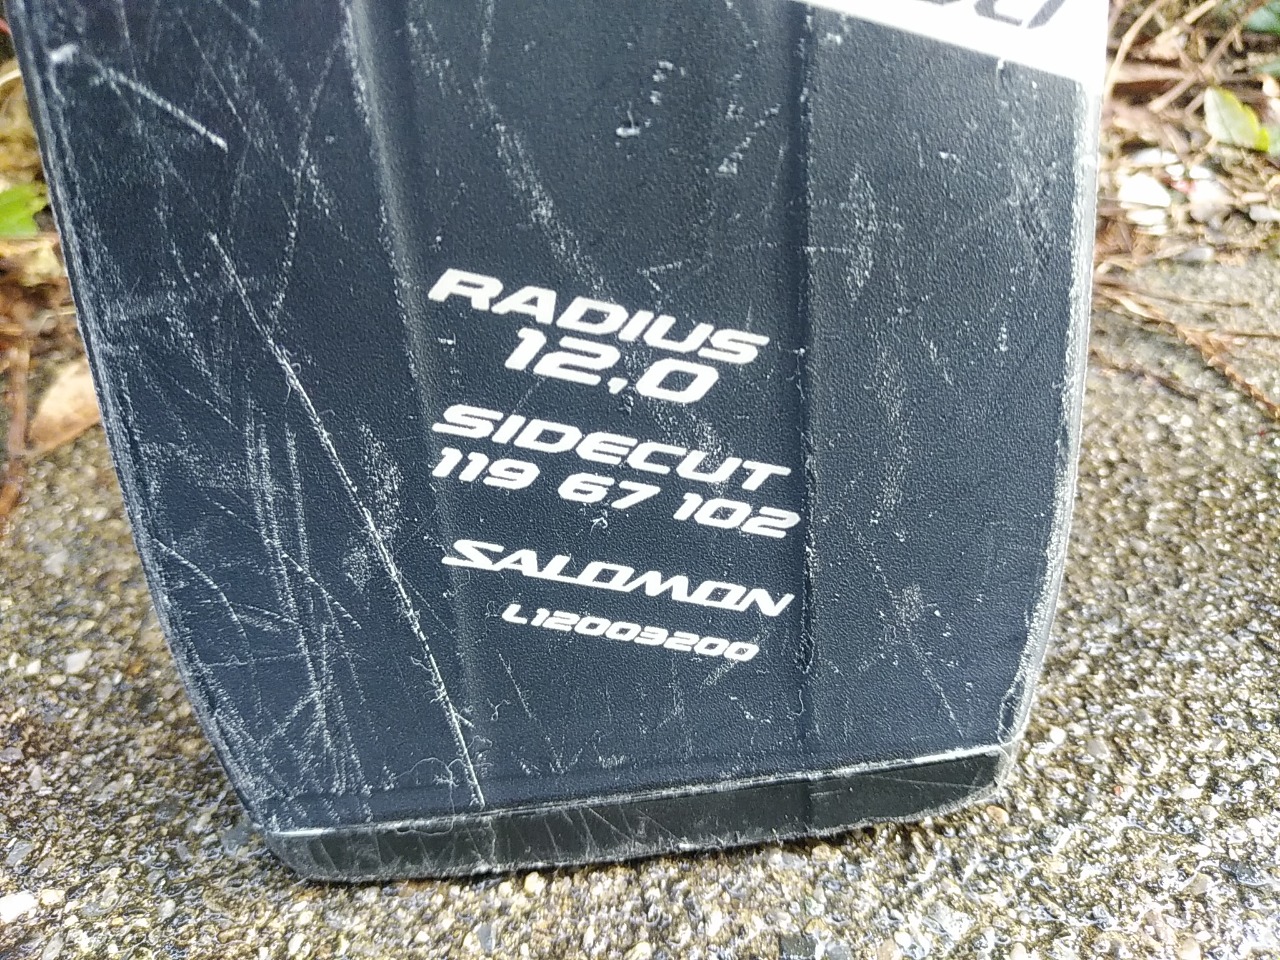 RADIUS
12,0
SIDECUT
119 67 102
SALOMON
L12003200